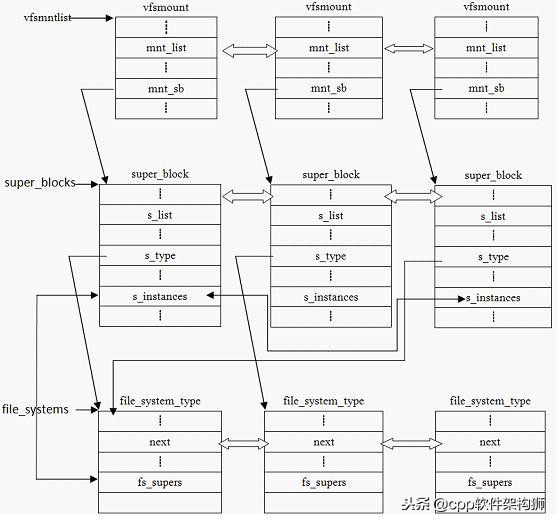 vfsmount vfsmount vfsmount
vfsmntlist
mnt_list mnt_list mnt_list
mnt_sb mnt_sb mnt_sb
super_block super_block super_block
super_blocks
s_list s_list s_list
s_type s_type s_type
s_instances s_instances s_instances
file_system_type file_system_type file_system_type
file_systems
next next next
fs_supers fs_supers fs_supers
头条 @cpp软件架构狮